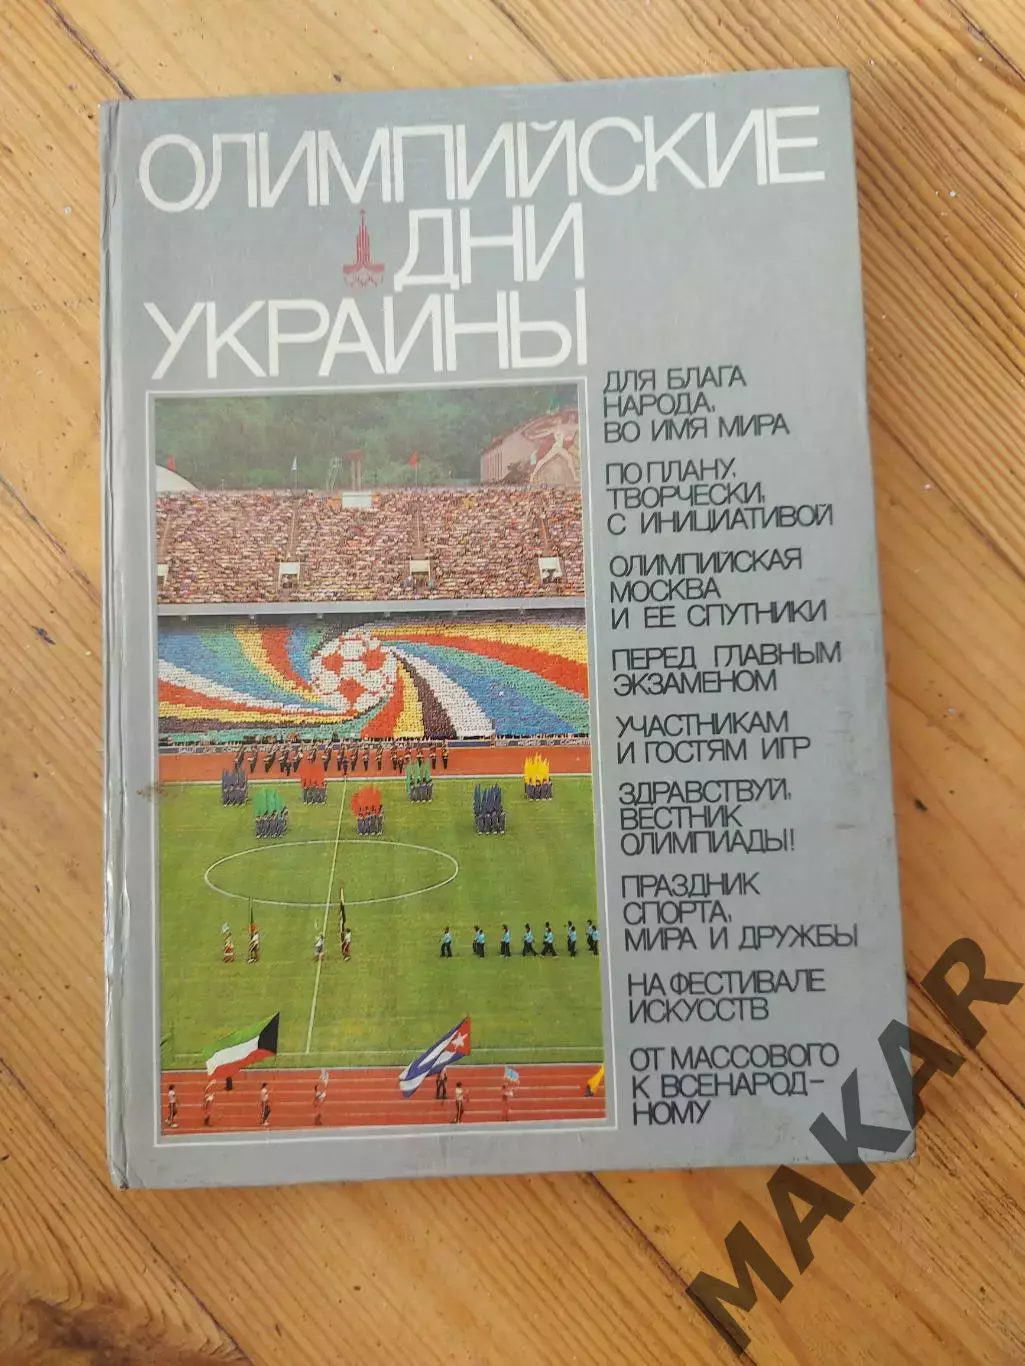 ОЛИМПИЙСКИЕ
ДНИ
УКРАИНЫ
ДЛЯ БЛАГА
НАРОДА,
ВО ИМЯ МИРА
ПО ПЛАНУ,
ТВОРЧЕСКИ,
С ИНИЦИАТИВОЙ
ОЛИМПИЙСКАЯ
МОСКВА
И ЕЕ СПУТНИКИ
ПЕРЕД ГЛАВНЫМ
ЭКЗАМЕНОМ
УЧАСТНИКАМ
И ГОСТЯМ ИГР
ЗДРАВСТВУЙ,
ВЕСТНИК
ОЛИМПИАДЫ!
ПРАЗДНИК
СПОРТА,
МИРА И ДРУЖБЫ
НА ФЕСТИВАЛЕ
ИСКУССТВ
ОТ МАССОВОГО
К ВСЕНАРОД-
НОМУ
MAKAR